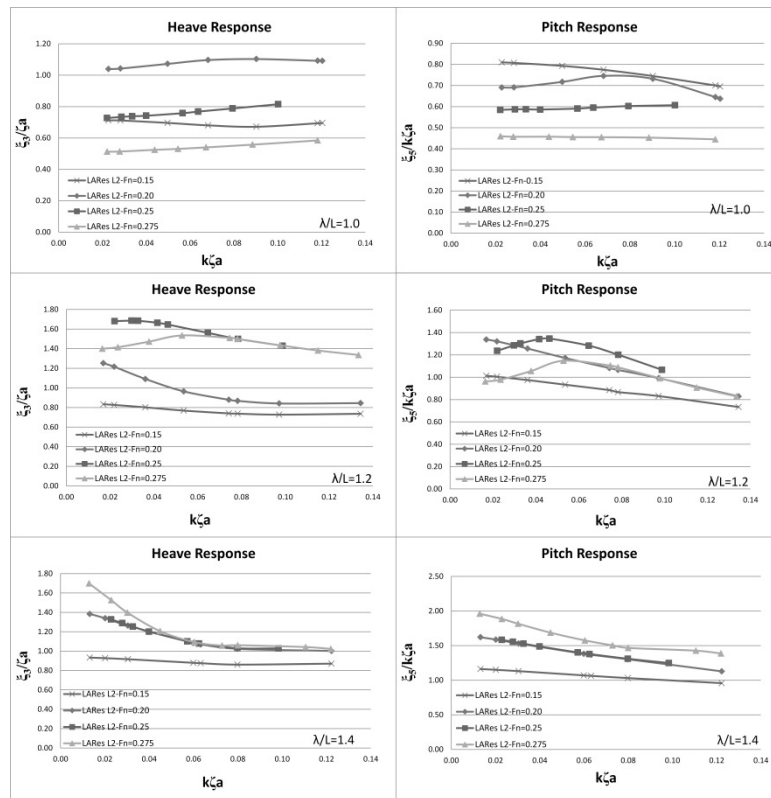 Heave Response
ξ3/ζa
1.20
1.00
0.80
0.60
0.40
0.20
0.00
LARes L2-Fn=0.15
LARes L2-Fn=0.20
LARes L2-Fn=0.25
LARes L2-Fn=0.275
λ/L=1.0
0.00 0.02 0.04 0.06 0.08 0.10 0.12 0.14
kζa
Pitch Response
ξ5/kζa
0.90
0.80
0.70
0.60
0.50
0.40
0.30
0.20
0.10
0.00
LARes L2-Fn-0.15
LARes L2-Fn=0.20
LARes L2-Fn=0.25
LARes L2-Fn=0.275
λ/L=1.0
0.00 0.02 0.04 0.06 0.08 0.10 0.12 0.14
kζa
Heave Response
ξ3/ζa
1.80
1.60
1.40
1.20
1.00
0.80
0.60
0.40
0.20
0.00
LARes L2-Fn=0.15
LARes L2-Fn=0.20
LARes L2-Fn=0.25
LARes L2-Fn=0.275
λ/L=1.2
0.00 0.02 0.04 0.06 0.08 0.10 0.12 0.14
kζa
Pitch Response
ξ5/kζa
1.60
1.40
1.20
1.00
0.80
0.60
0.40
0.20
0.00
LARes L2-Fn=0.15
LARes L2-Fn=0.20
LARes L2-Fn=0.25
LARes L2-Fn=0.275
λ/L=1.2
0.00 0.02 0.04 0.06 0.08 0.10 0.12 0.14
kζa
Heave Response
ξ3/ζa
1.80
1.60
1.40
1.20
1.00
0.80
0.60
0.40
0.20
0.00
LARes L2-Fn=0.15
LARes L2-Fn=0.20
LARes L2-Fn=0.25
LARes L2-Fn=0.275
λ/L=1.4
0.00 0.02 0.04 0.06 0.08 0.10 0.12 0.14
kζa
Pitch Response
ξ5/kζa
2.50
2.00
1.50
1.00
0.50
0.00
LARes L2-Fn=0.15
LARes L2-Fn=0.20
LARes L2-Fn=0.25
LARes L2-Fn=0.275
λ/L=1.4
0.00 0.02 0.04 0.06 0.08 0.10 0.12 0.14
kζa